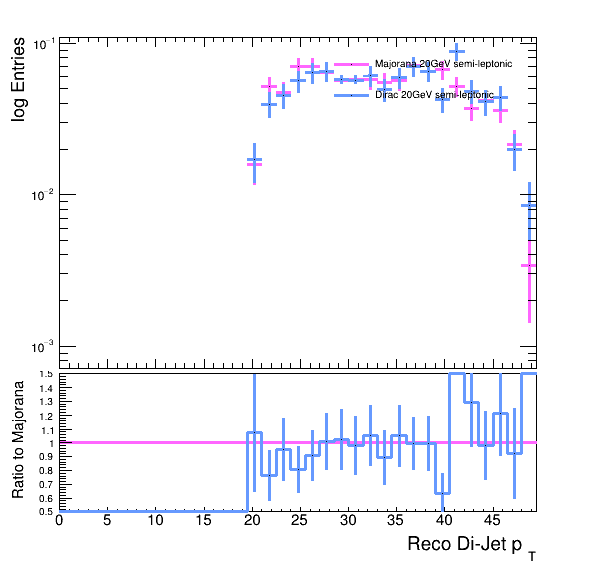 log Entries
10⁻¹
10⁻²
10⁻³
Majorana 20GeV semi-leptonic
Dirac 20GeV semi-leptonic
Ratio to Majorana
1.5
1.4
1.3
1.2
1.1
1
0.9
0.8
0.7
0.6
0.5
0 5 10 15 20 25 30 35 40 45
Reco Di-Jet p_T